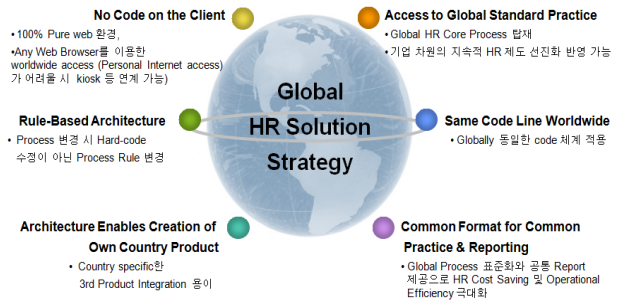 No Code on the Client
•100% Pure web 환경,
•Any Web Browser를 이용한
worldwide access (Personal Internet access)
가 어려울 시 kiosk 등 연계 가능)
Access to Global Standard Practice
•Global HR Core Process 탑재
•기업 차원의 지속적 HR 제도 선진화 반영 가능
Global
HR Solution
Strategy
Rule-Based Architecture
• Process 변경 시 Hard-code
수정이 아닌 Process Rule 변경
Same Code Line Worldwide
• Globally 동일한 code 체계 적용
Architecture Enables Creation of
Own Country Product
• Country specific한
3rd Product Integration 용이
Common Format for Common
Practice & Reporting
• Global Process 표준화와 공통 Report
제공으로 HR Cost Saving 및 Operational
Efficiency 극대화